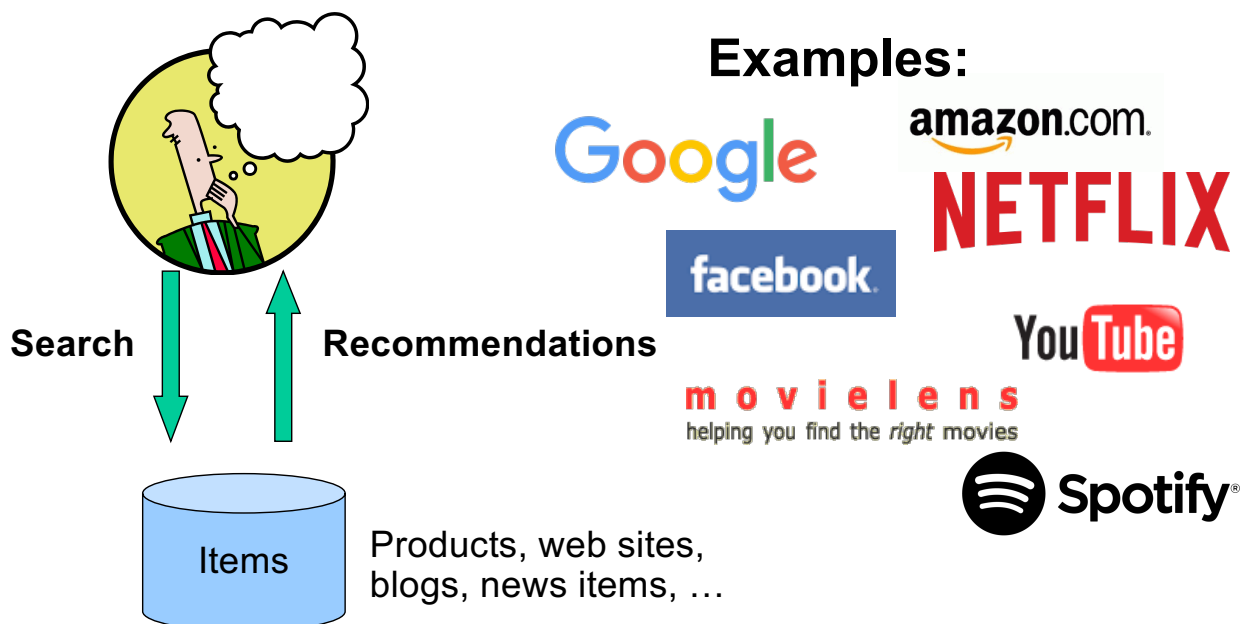 Examples:
Google
amazon.com.
NETFLIX
facebook.
Search
Recommendations
YouTube
movielens
helping you find the right movies
Spotify®
Items
Products, web sites,
blogs, news items, …